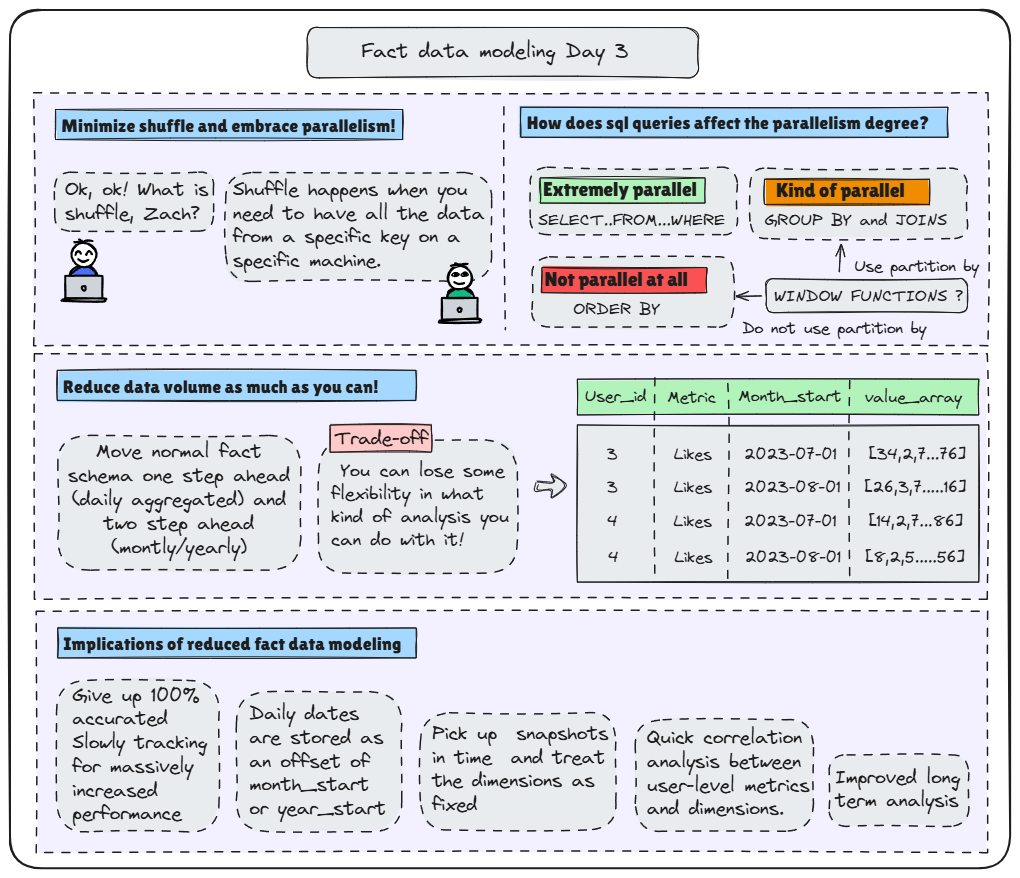 Fact data modeling Day 3
Minimize shuffle and embrace parallelism!
Ok, ok! What is
shuffle, Zach?
Shuffle happens when you
need to have all the data
from a specific key on a
specific machine.
How does sql queries affect the parallelism degree?
Extremely parallel
SELECT..FROM...WHERE
Kind of parallel
GROUP BY and JOINS
Use partition by
Not parallel at all
ORDER BY
WINDOW FUNCTIONS ?
Do not use partition by
Reduce data volume as much as you can!
Move normal fact
schema one step ahead
(daily aggregated) and
two step ahead
(montly/yearly)
Trade-off
You can lose some
flexibility in what
kind of analysis you
can do with it!
User_id Metric Month_start value_array
3 Likes 2023-07-01 [34,2,7...76]
3 Likes 2023-08-01 [26,3,7.....16]
4 Likes 2023-07-01 [14,2,7...86]
4 Likes 2023-08-01 [8,2,5.....56]
Implications of reduced fact data modeling
Give up 100%
accurated
Slowly tracking
for massively
increased
performance
Daily dates
are stored as
an offset of
month_start
or year_start
Pick up snapshots
in time and treat
the dimensions as
fixed
Quick correlation
analysis between
user-level metrics
and dimensions.
Improved long
term analysis